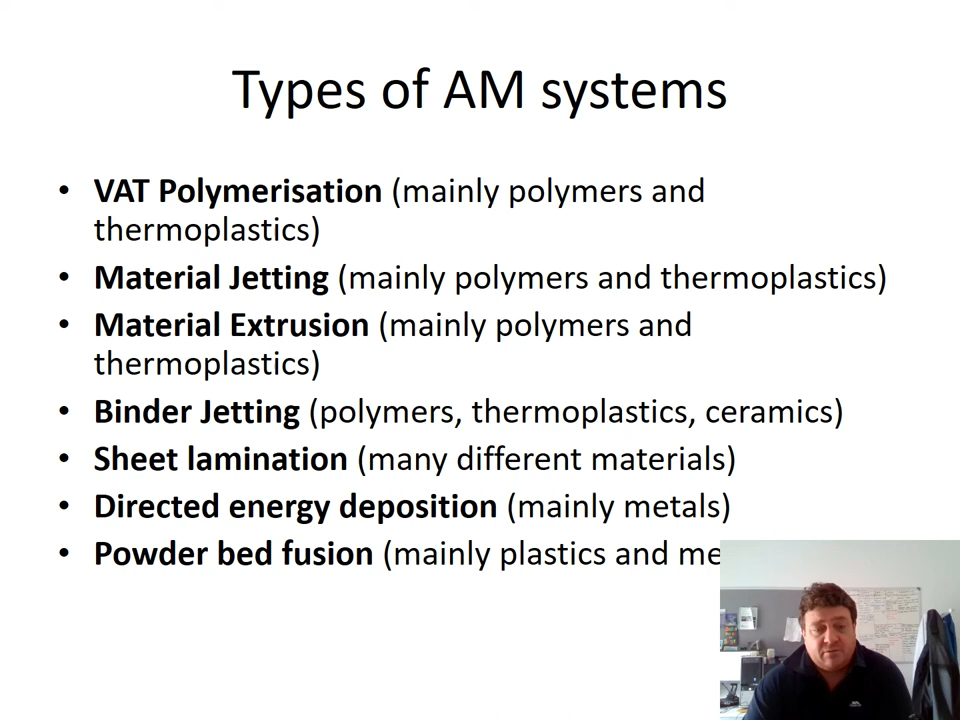 Types of AM systems
• VAT Polymerisation (mainly polymers and
thermoplastics)
• Material Jetting (mainly polymers and thermoplastics)
• Material Extrusion (mainly polymers and
thermoplastics)
• Binder Jetting (polymers, thermoplastics, ceramics)
• Sheet lamination (many different materials)
• Directed energy deposition (mainly metals)
• Powder bed fusion (mainly plastics and me